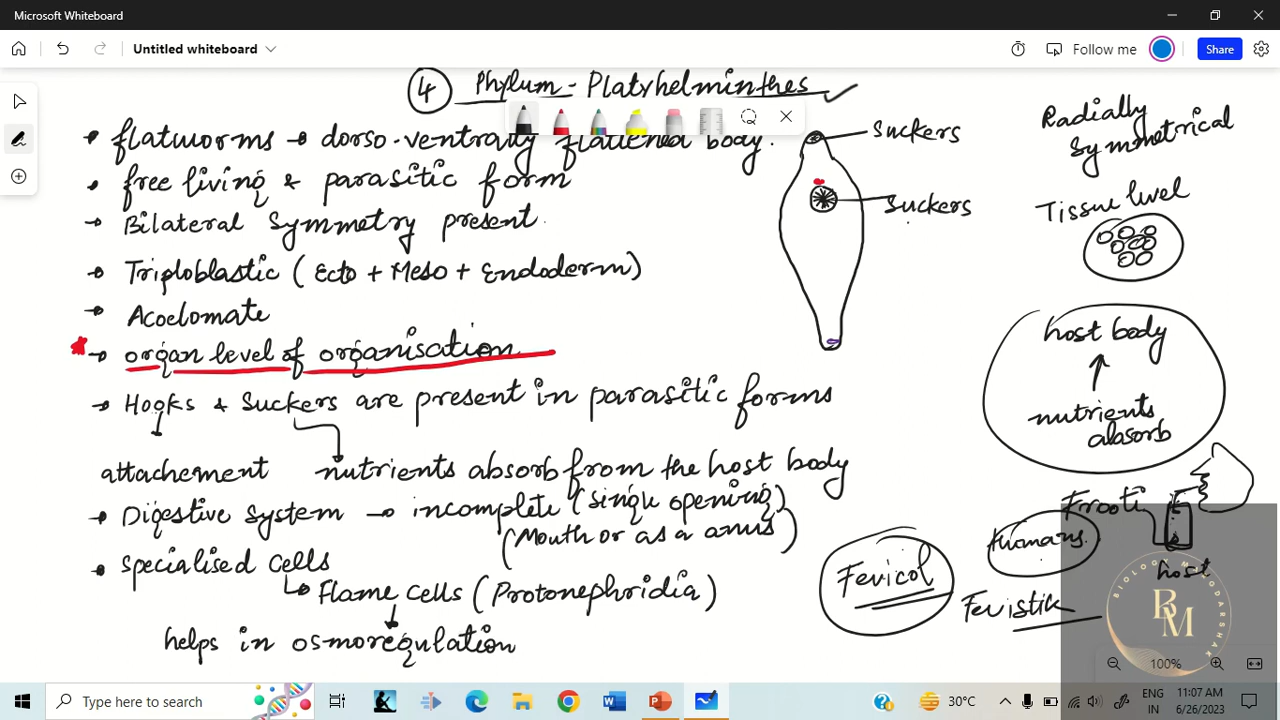 Microsoft Whiteboard
Untitled whiteboard
Follow me
Share
4 Phylum - Platyhelminthes
flatworms → dorso-ventrally flattened body.
free living & parasitic form
Bilateral Symmetry present
Triploblastic ( Ecto + Meso + Endoderm)
Acoelomate
organ level of organisation
Hooks & Suckers are present in parasitic forms
attachement nutrients absorb from the host body
Digestive System → incomplete (single opening)
(Mouth or as a anus)
Specialised Cells
Flame cells (Protonephridia)
helps in osmoregulation
Suckers
Suckers
Radially
Symmetrical
Tissue level
host body
nutrients
absorb
Frooti
Humans
host
Fevicol
Fevistik
BIOLOGY MARGDARSHAK
BM
100%
Type here to search
30°C
ENG
IN
11:07 AM
6/26/2023